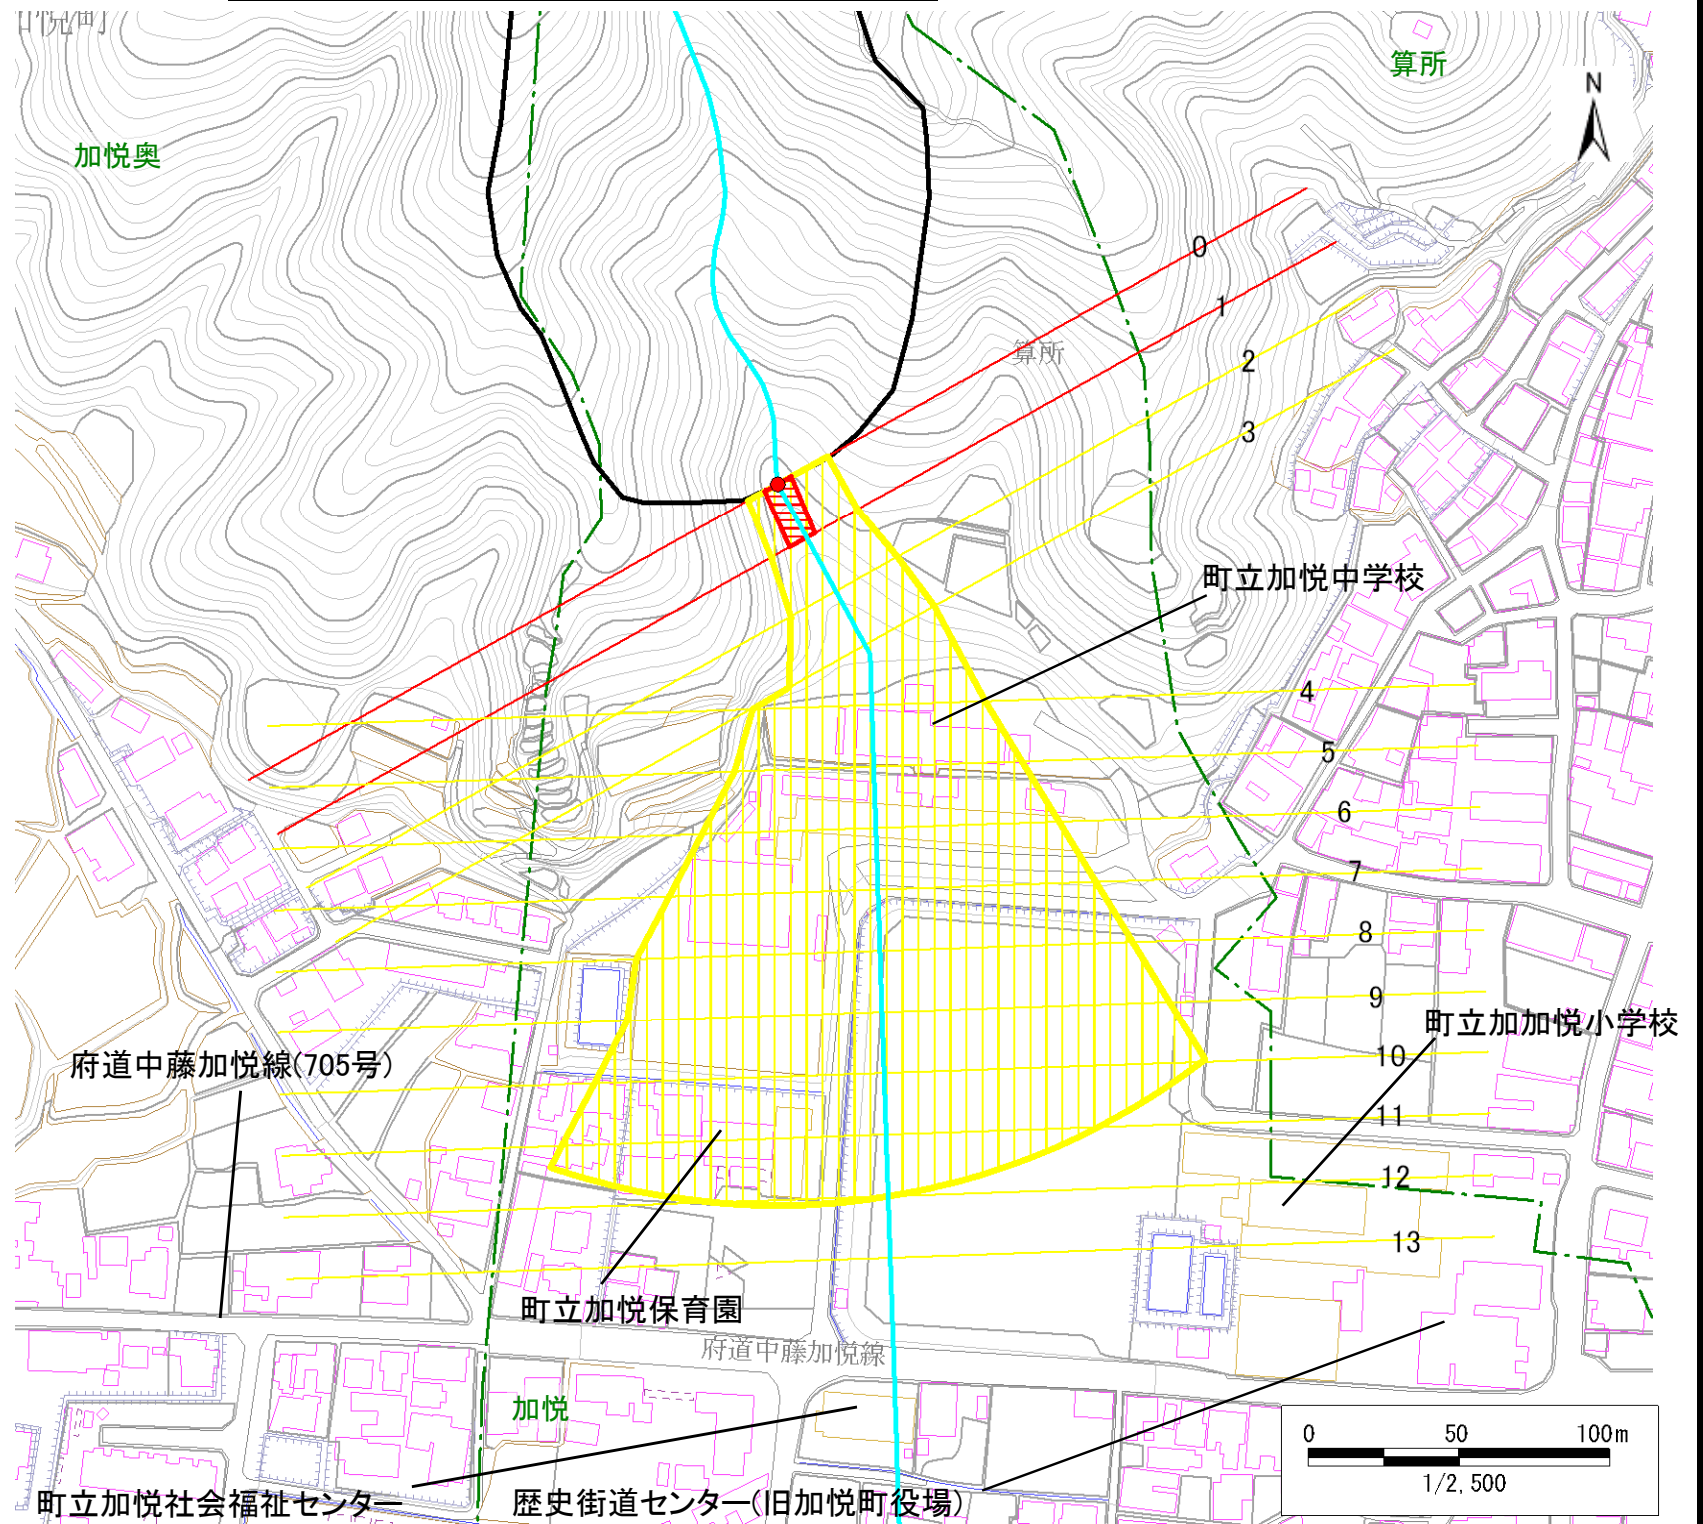 加悦町
算所
N
加悦奥
0
1
算所
2
3
町立加悦中学校
4
5
6
7
8
9
町立加加悦小学校
10
府道中藤加悦線(705号)
11
12
13
町立加悦保育園
府道中藤加悦線
加悦
0 50 100m
1/2,500
町立加悦社会福祉センター
歴史街道センター(旧加悦町役場)